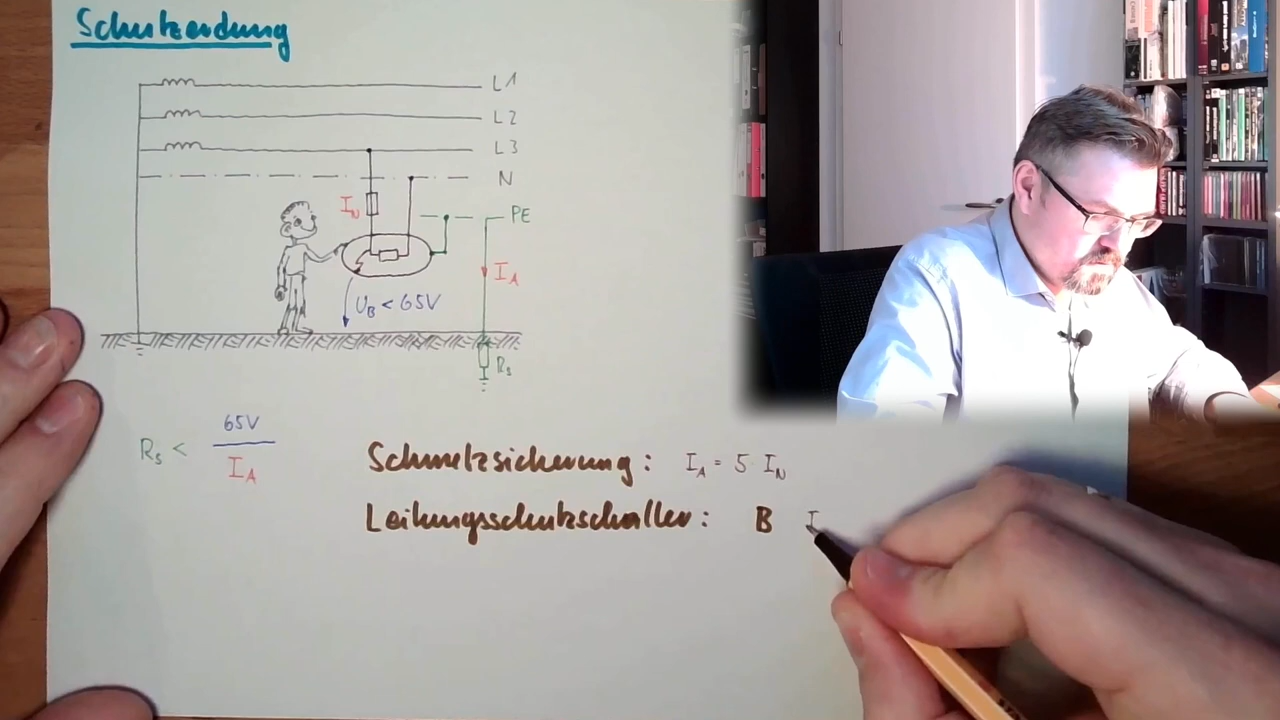 Schutzerdung
L1
L2
L3
N
I_N
PE
I_A
U_B < 65V
R_S
R_S < 65V / I_A
Schmelzsicherung: I_A = 5 · I_N
Leitungsschutzschalter: B I